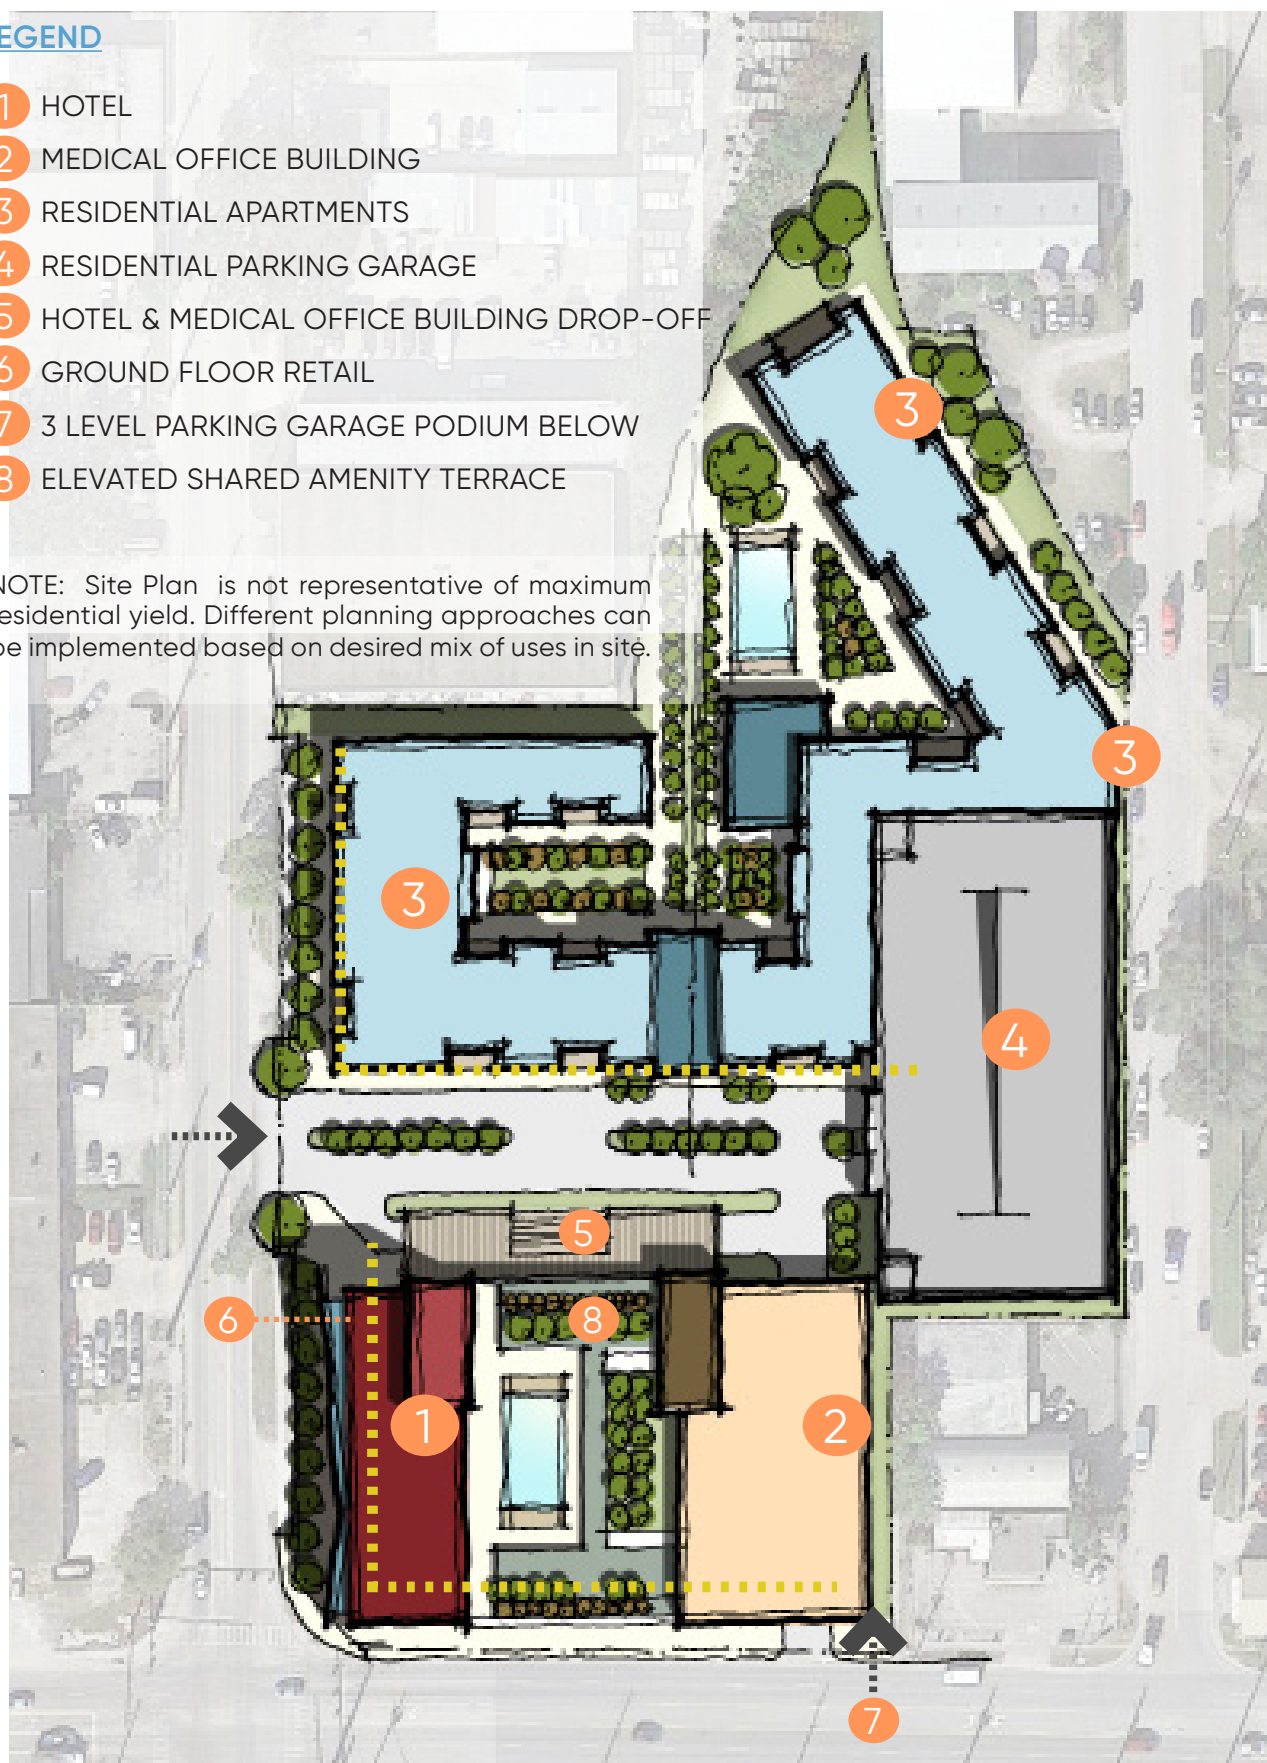 EGEND
1 HOTEL
2 MEDICAL OFFICE BUILDING
3 RESIDENTIAL APARTMENTS
4 RESIDENTIAL PARKING GARAGE
5 HOTEL & MEDICAL OFFICE BUILDING DROP-OFF
6 GROUND FLOOR RETAIL
7 3 LEVEL PARKING GARAGE PODIUM BELOW
8 ELEVATED SHARED AMENITY TERRACE
NOTE: Site Plan is not representative of maximum
residential yield. Different planning approaches can
be implemented based on desired mix of uses in site.
3
3
3
4
5
6
8
1
2
7